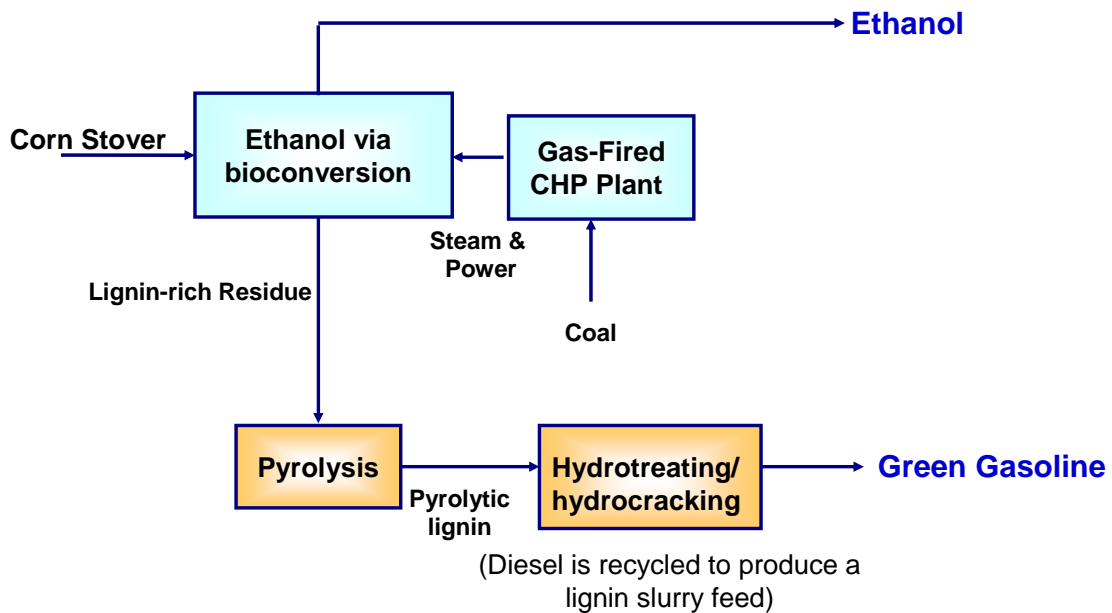 Ethanol
Corn Stover
Ethanol via
bioconversion
Gas-Fired
CHP Plant
Steam &
Power
Lignin-rich Residue
Coal
Pyrolysis
Pyrolytic
lignin
Hydrotreating/
hydrocracking
Green Gasoline
(Diesel is recycled to produce a
lignin slurry feed)